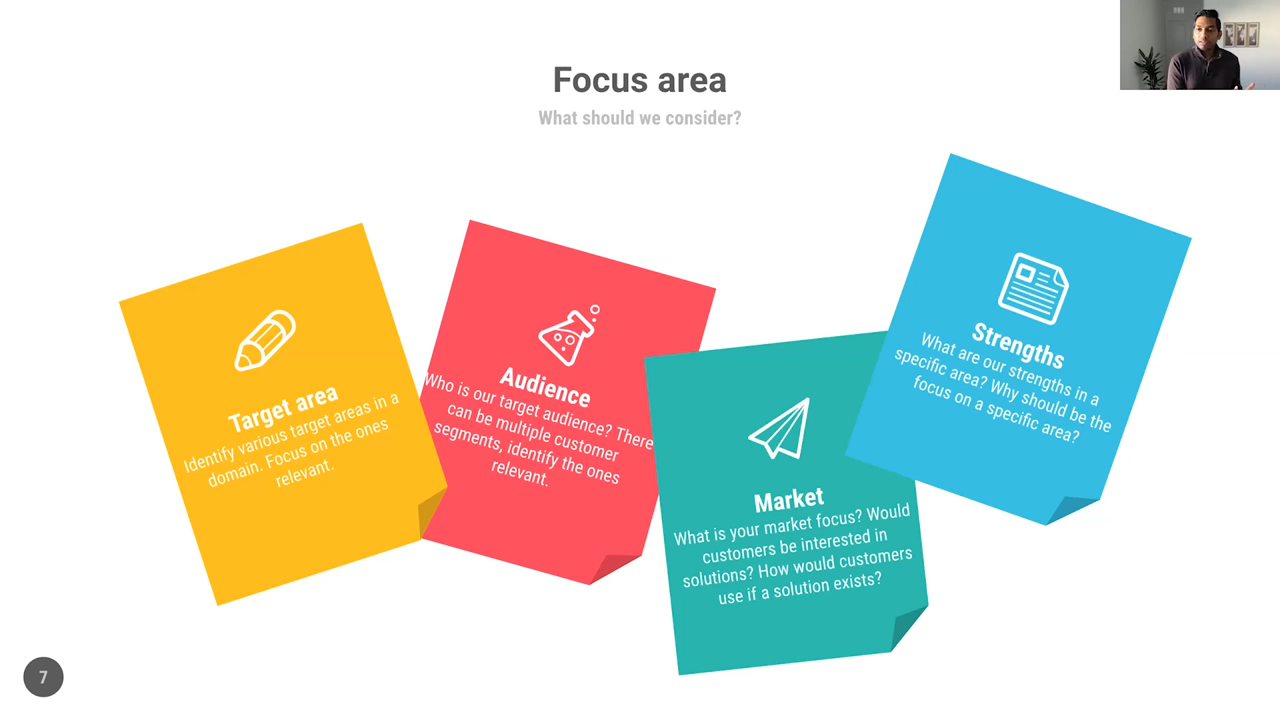 Focus area
What should we consider?
Target area
Identify various target areas in a
domain. Focus on the ones
relevant.
Audience
Who is our target audience? There
can be multiple customer
segments, identify the ones
relevant.
Market
What is your market focus? Would
customers be interested in
solutions? How would customers
use if a solution exists?
Strengths
What are our strengths in a
specific area? Why should be the
focus on a specific area?
7